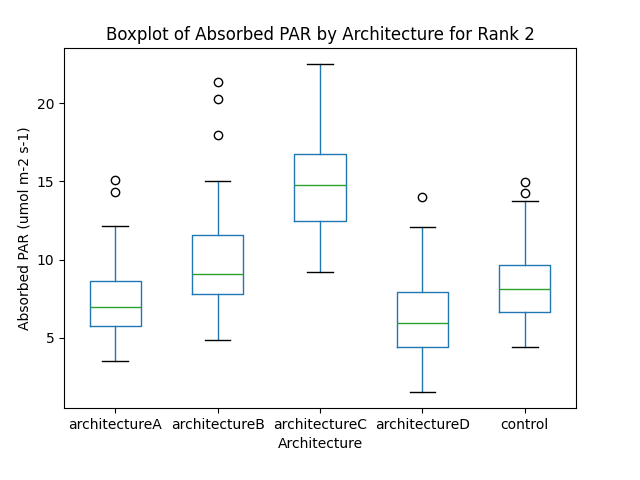 Boxplot of Absorbed PAR by Architecture for Rank 2
Absorbed PAR (umol m-2 s-1)
20
15
10
5
architectureA architectureB architectureC architectureD control
Architecture